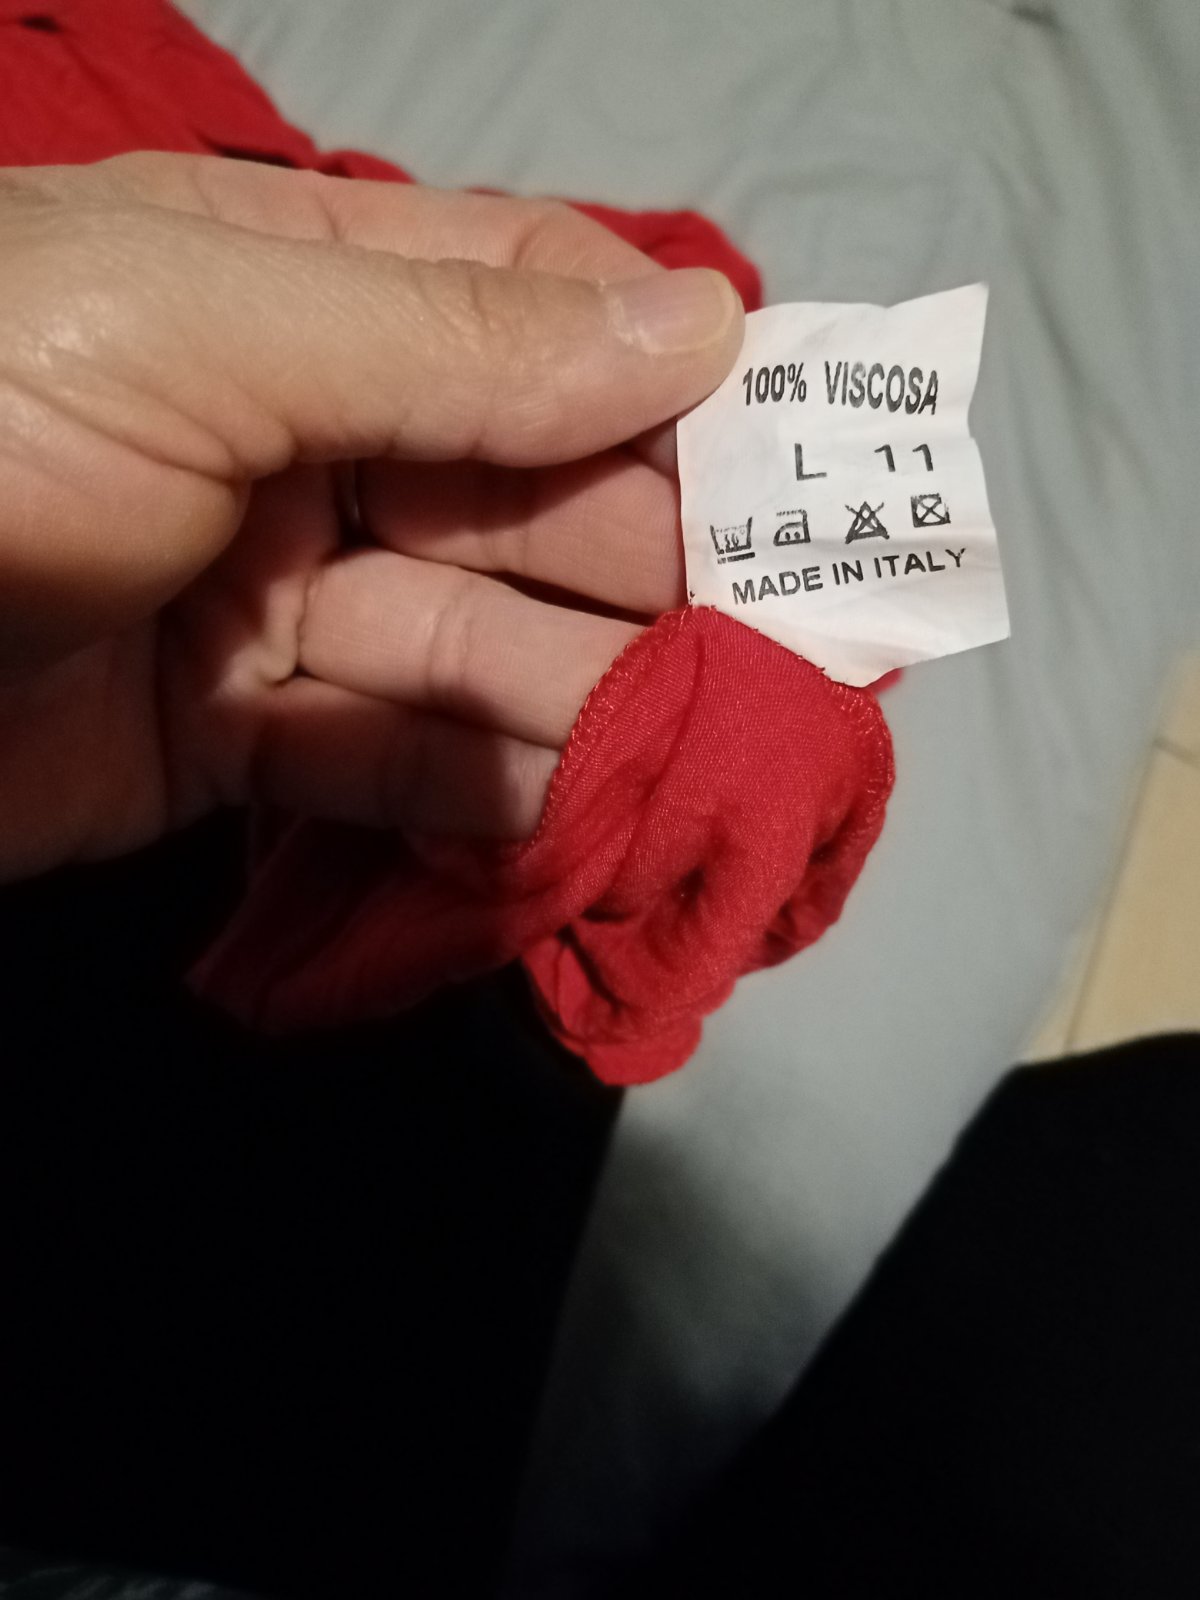 100% VISCOSA
L 11
MADE IN ITALY